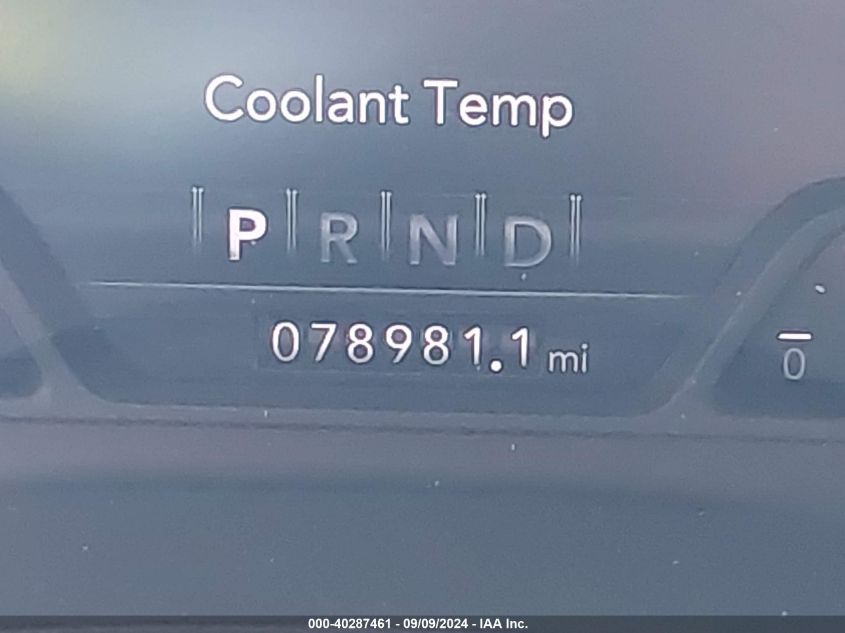 Coolant Temp
P R N D
078981.1 mi
0
000-40287461 - 09/09/2024 - IAA Inc.